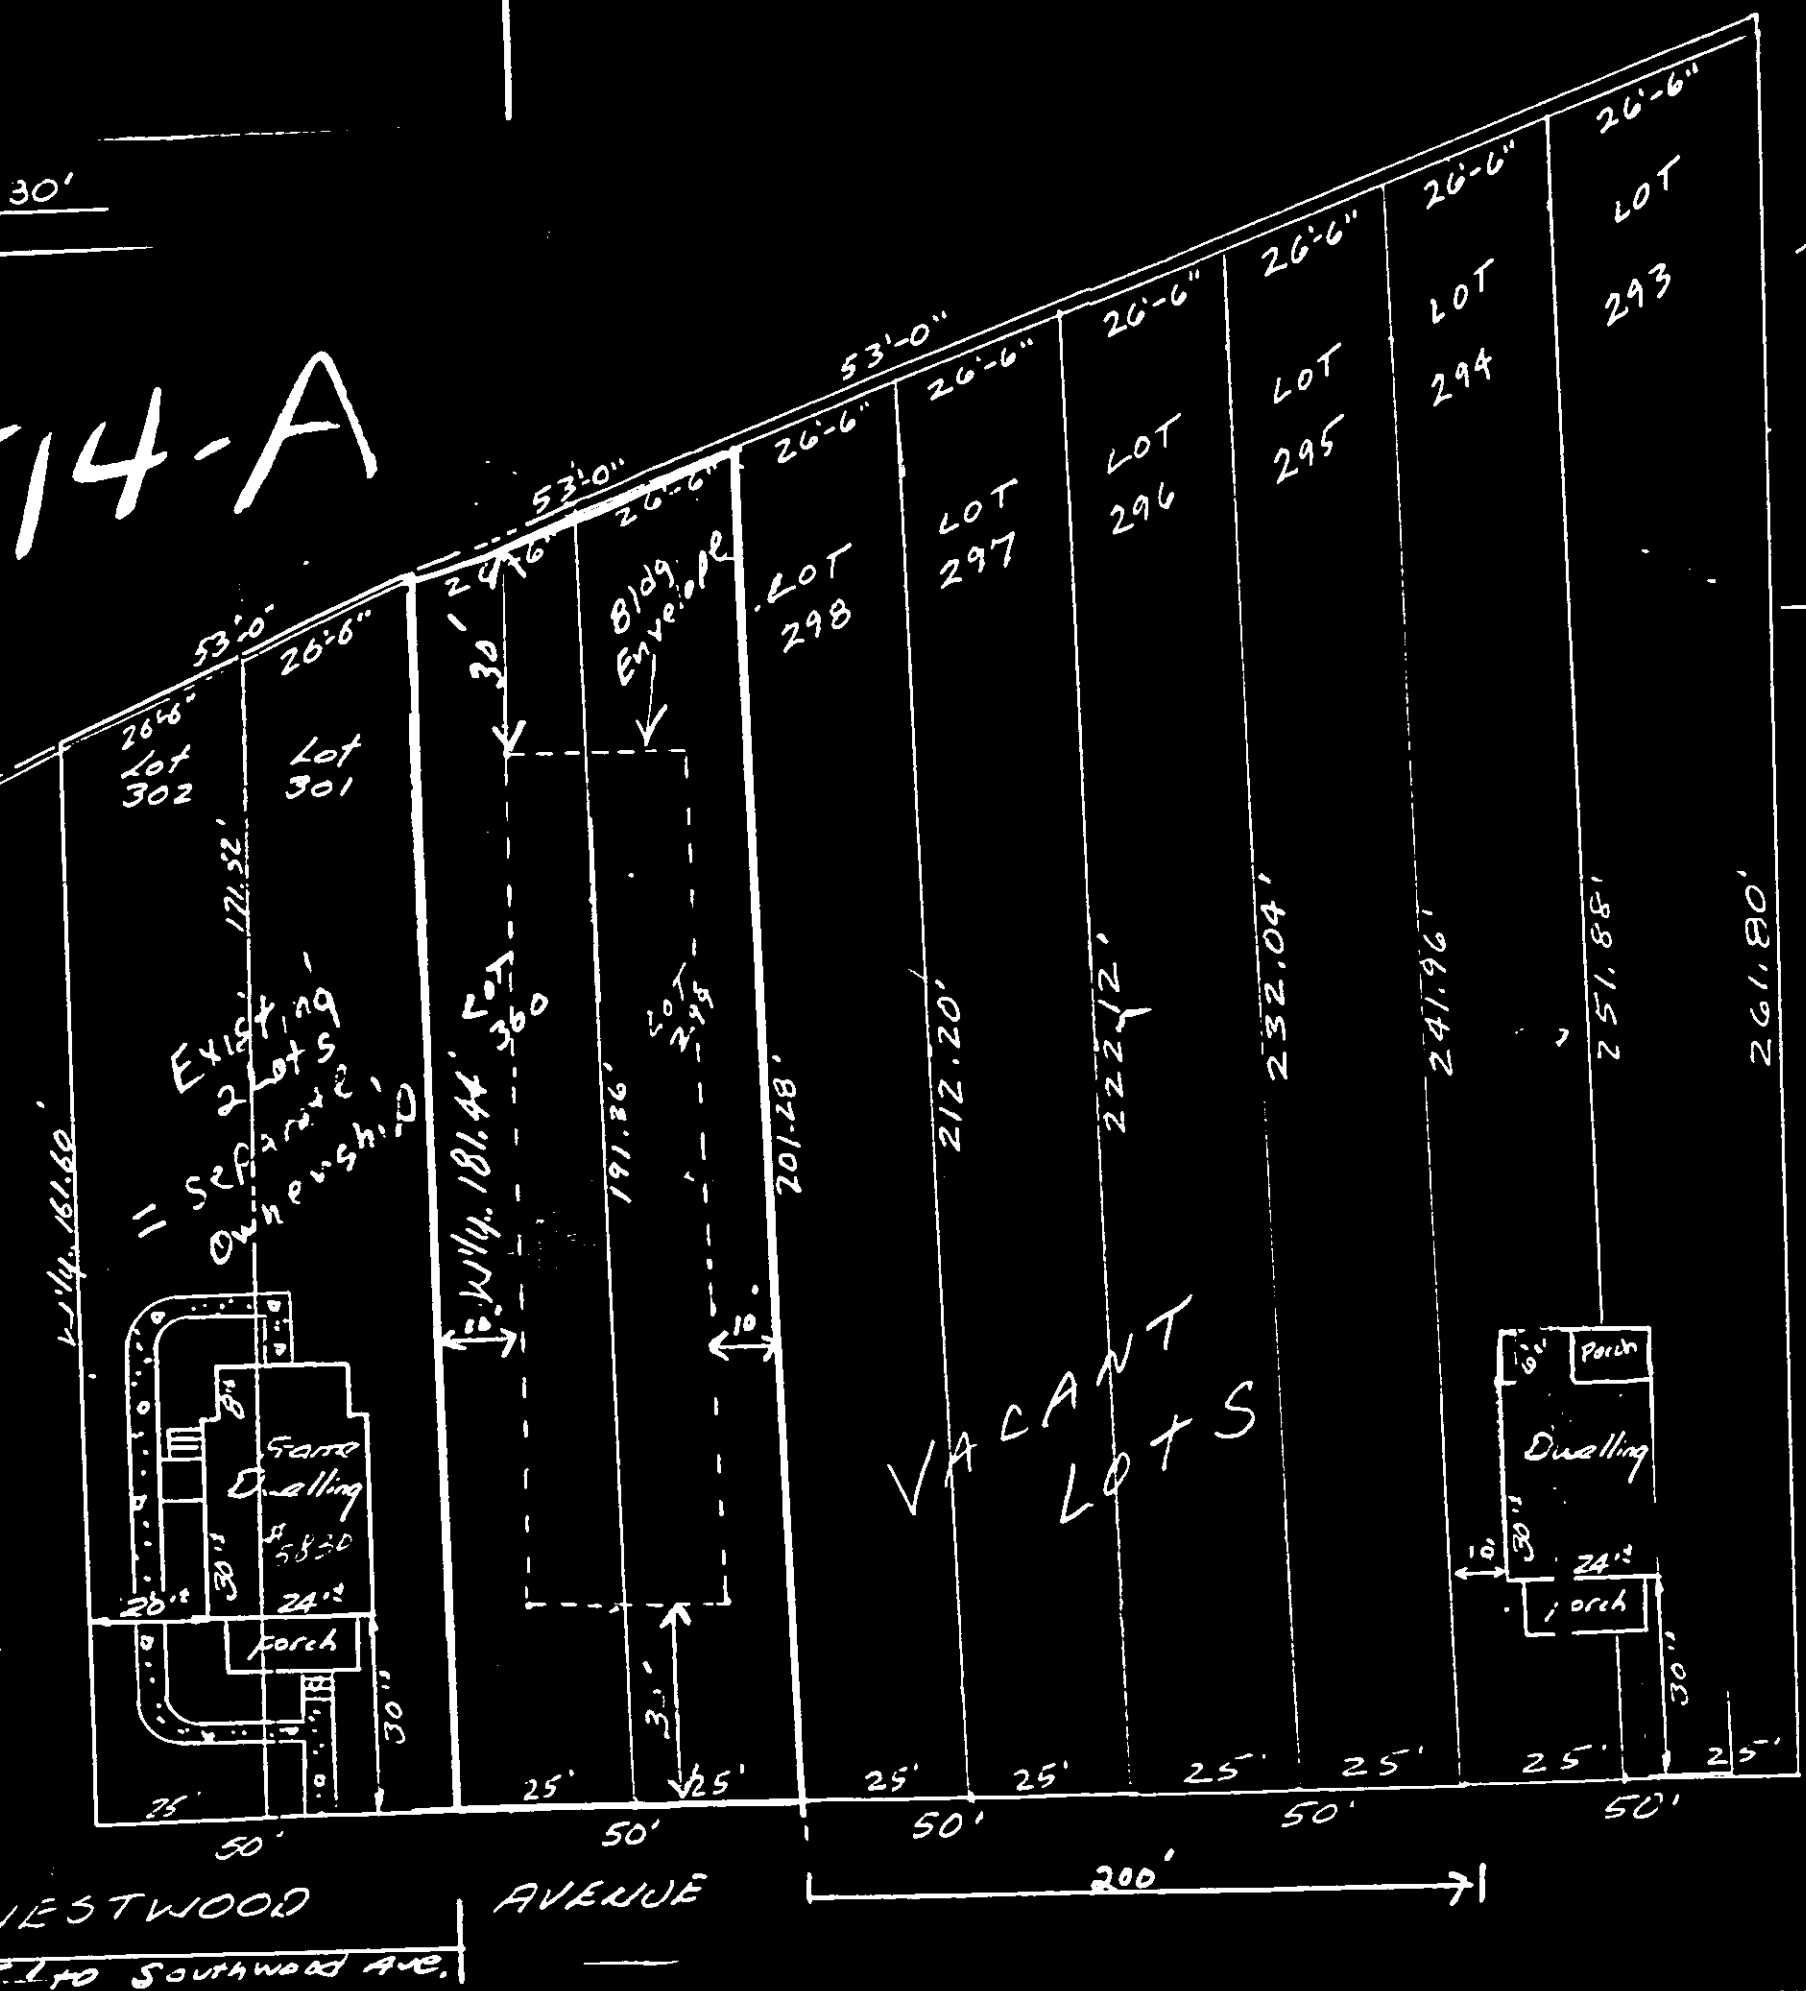 30'
14-A
26'-6"
26'-6"
26'-6"
26'-6"
26'-6"
26'-6"
53'-0"
53'-0"
26'-6"
26'-6"
53'-0"
26'-6"
LOT
293
LOT
294
LOT
295
LOT
296
LOT
297
LOT
298
Bldg.
Envelope
30'
Lot
302
Lot
301
LOT
300
LOT
299
171.52'
Existing
2 Lots
= separate
ownership
161.60'
W'ly. 181.44'
191.36'
201.28'
212.20'
222.12'
232.04'
241.96'
251.88'
261.80'
10'
10'
VACANT
LOTS
8'±
Frame
Dwelling
#5830
30'±
20'±
24'±
Porch
30'±
6'±
Porch
Dwelling
30'±
24'±
10'
Porch
30'±
25'
25'
25'
25'
25'
25'
25'
25'
25'
50'
50'
50'
50'
50'
200'
WESTWOOD AVENUE
to Southwood Ave.